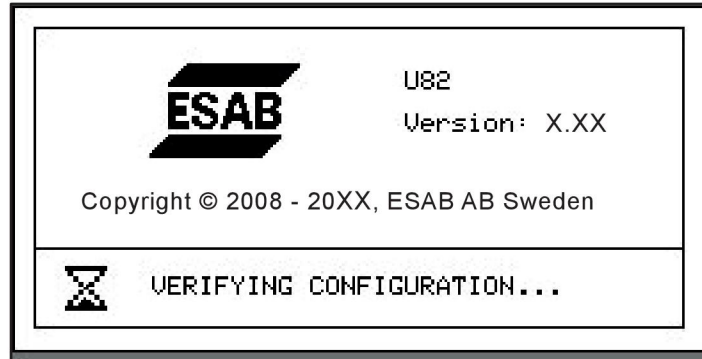 ESAB
U82
Version: X.XX
Copyright © 2008 - 20XX, ESAB AB Sweden
VERIFYING CONFIGURATION...